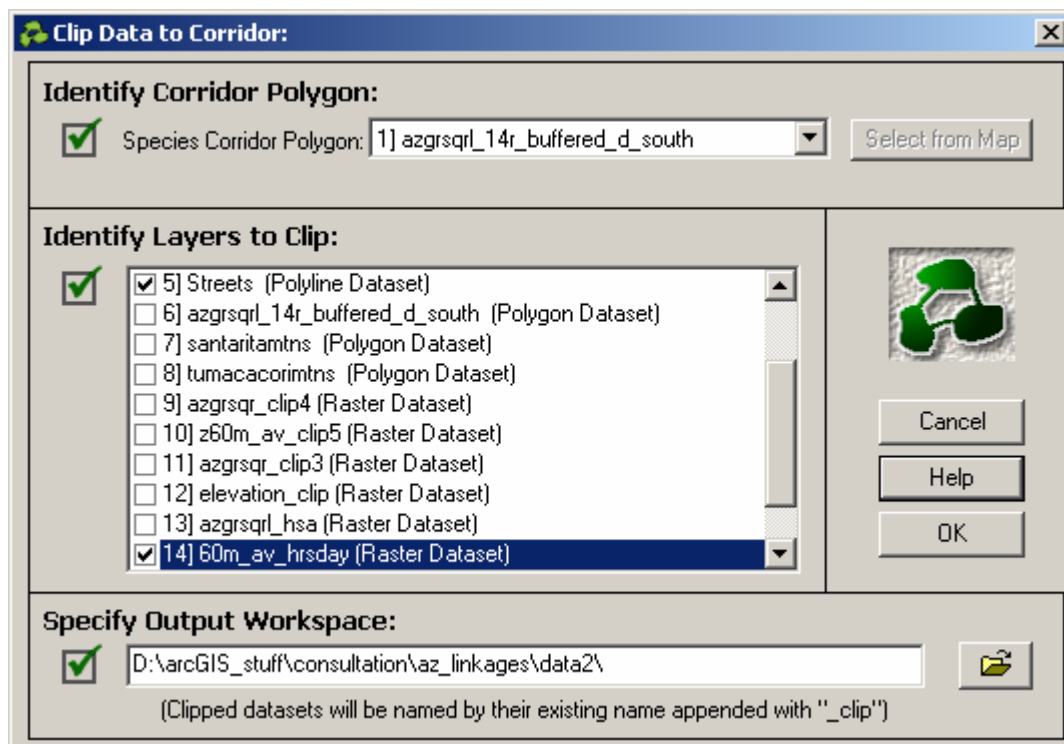 Clip Data to Corridor:
Identify Corridor Polygon:
Species Corridor Polygon: 1] azgrsqrl_14r_buffered_d_south Select from Map
Identify Layers to Clip:
5] Streets (Polyline Dataset)
6] azgrsqrl_14r_buffered_d_south (Polygon Dataset)
7] santaritamtns (Polygon Dataset)
8] tumacacorimtns (Polygon Dataset)
9] azgrsqr_clip4 (Raster Dataset)
10] z60m_av_clip5 (Raster Dataset)
11] azgrsqr_clip3 (Raster Dataset)
12] elevation_clip (Raster Dataset)
13] azgrsqrl_hsa (Raster Dataset)
14] 60m_av_hrsday (Raster Dataset)
Cancel
Help
OK
Specify Output Workspace:
D:\arcGIS_stuff\consultation\az_linkages\data2\
(Clipped datasets will be named by their existing name appended with "_clip")